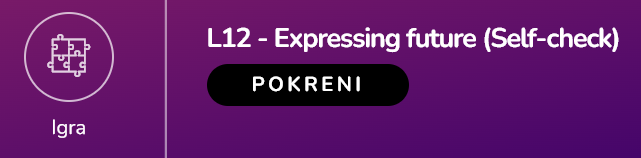 L12 - Expressing future (Self-check)
POKRENI
Igra